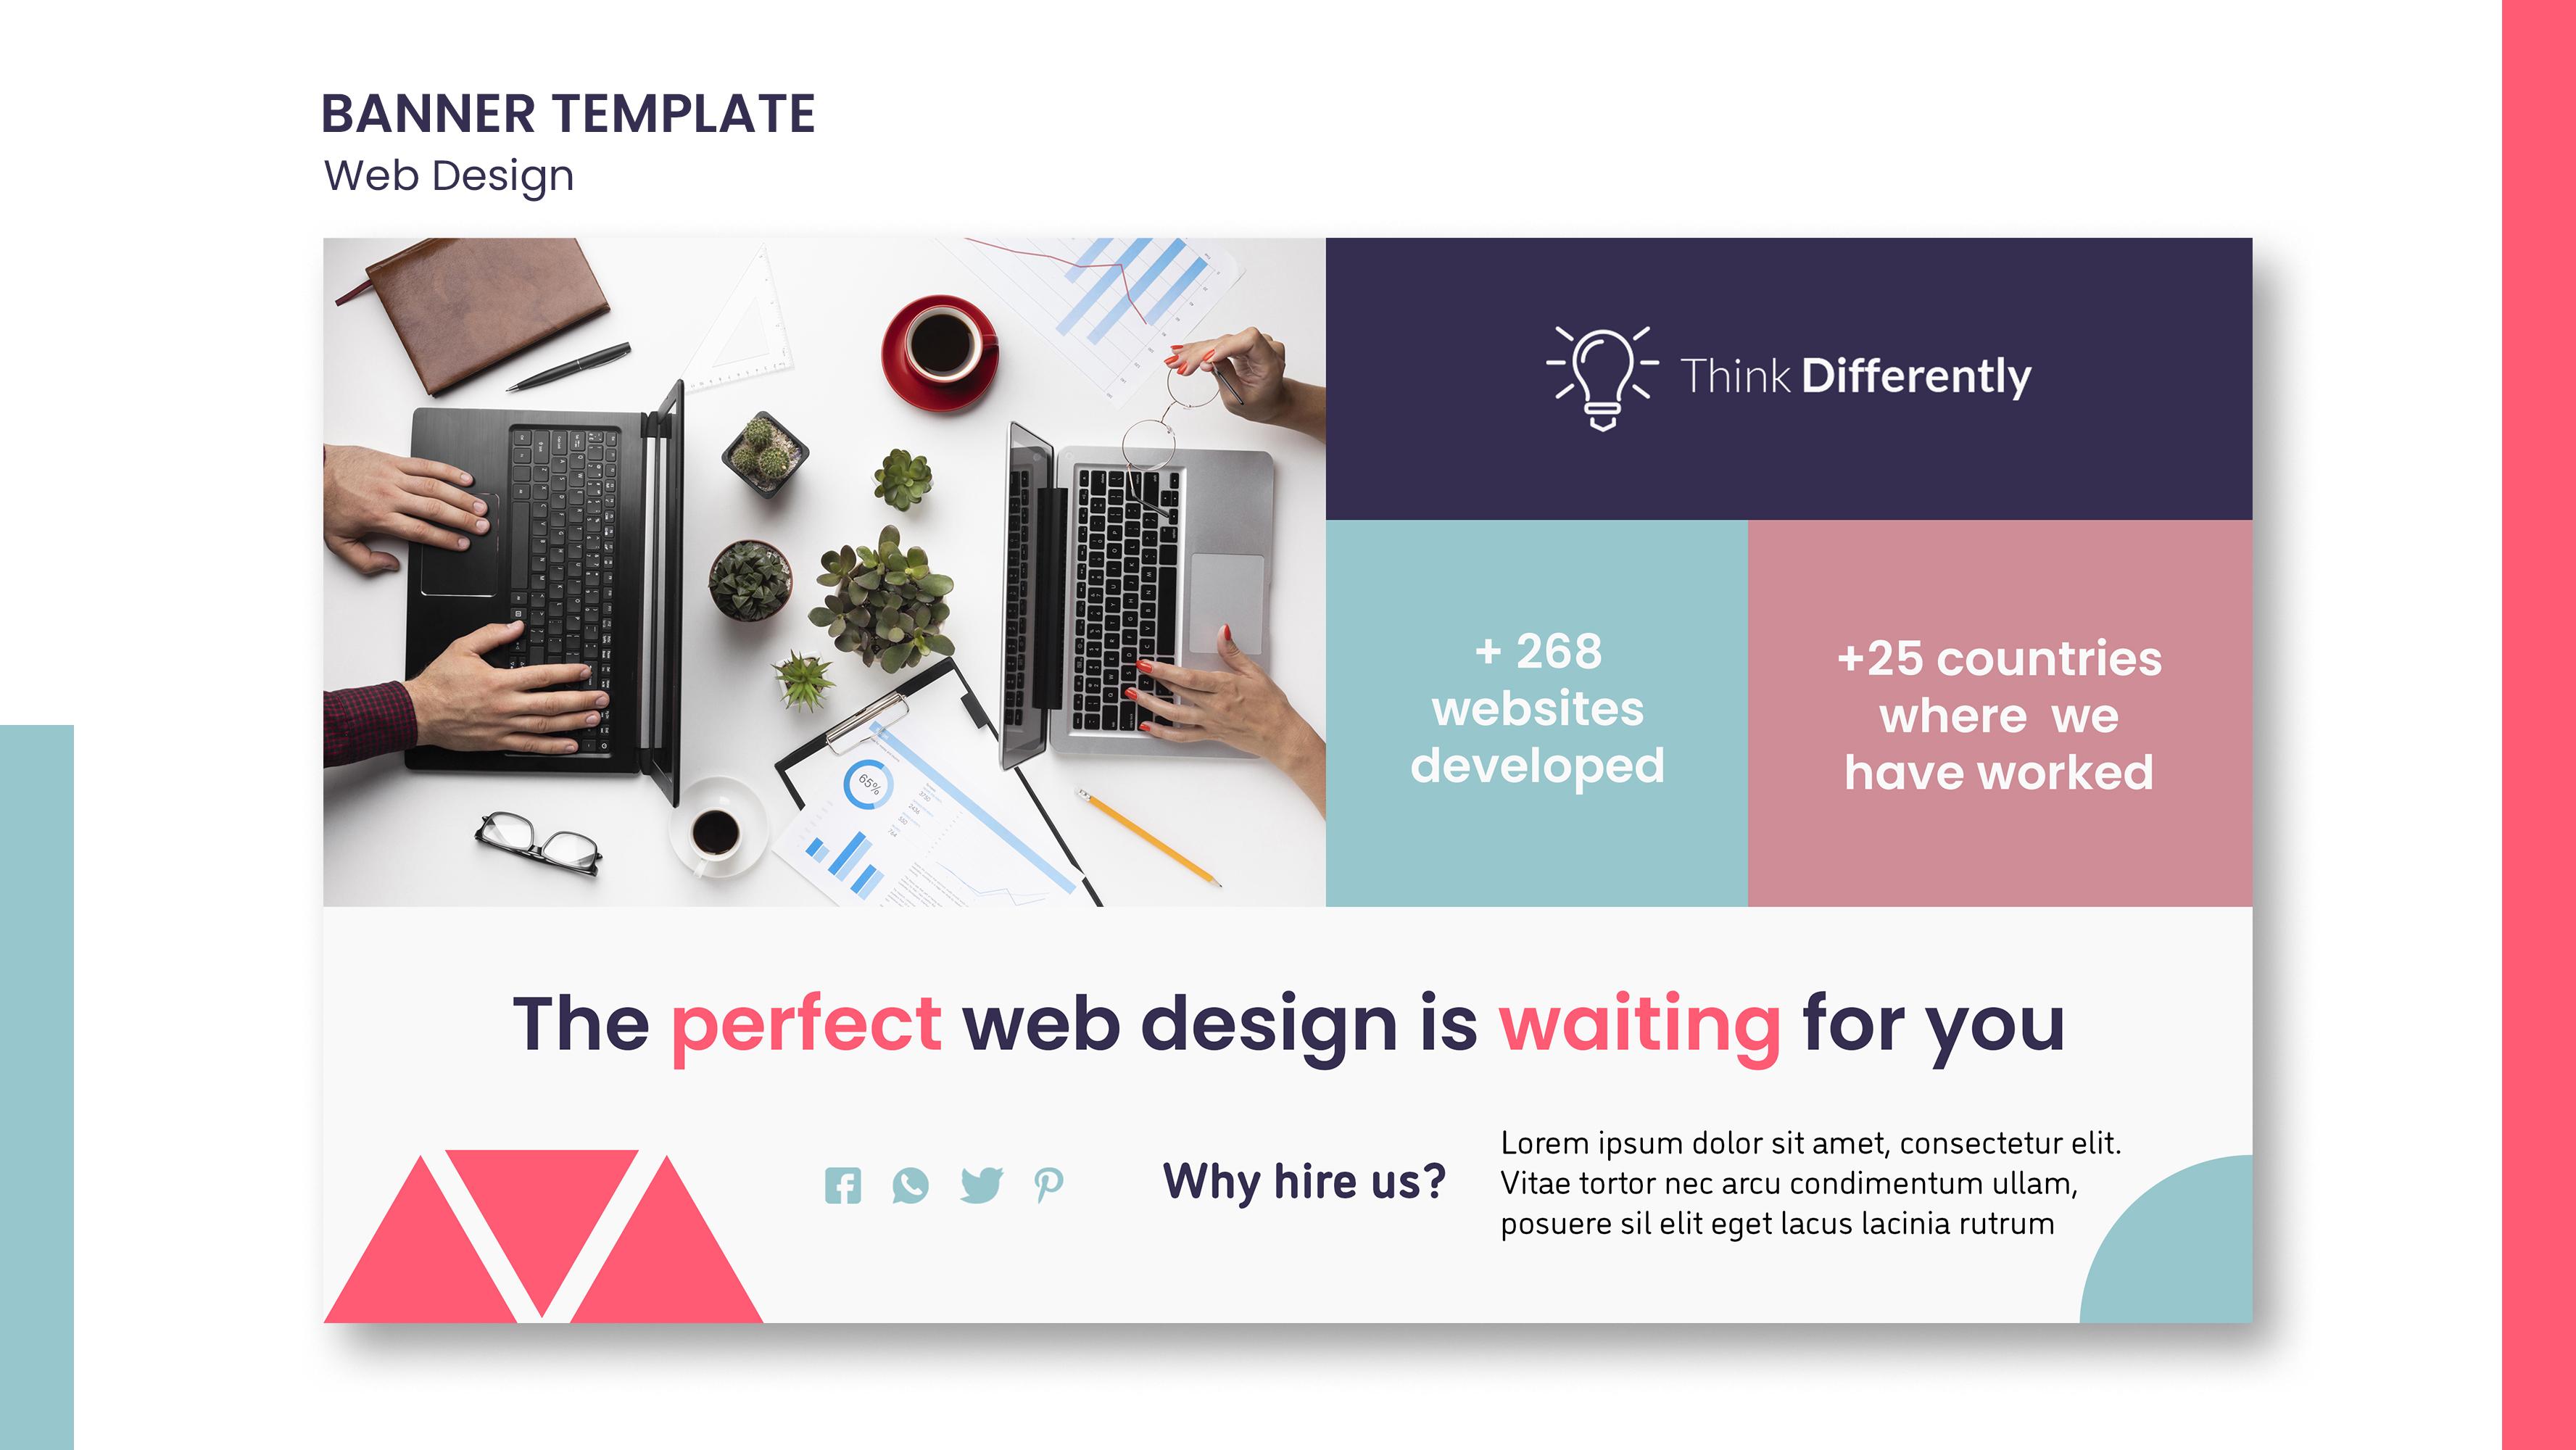 BANNER TEMPLATE
Web Design
Think Differently
+ 268
websites
developed
+25 countries
where we
have worked
65%
The perfect web design is waiting for you
Why hire us?
Lorem ipsum dolor sit amet, consectetur elit.
Vitae tortor nec arcu condimentum ullam,
posuere sil elit eget lacus lacinia rutrum